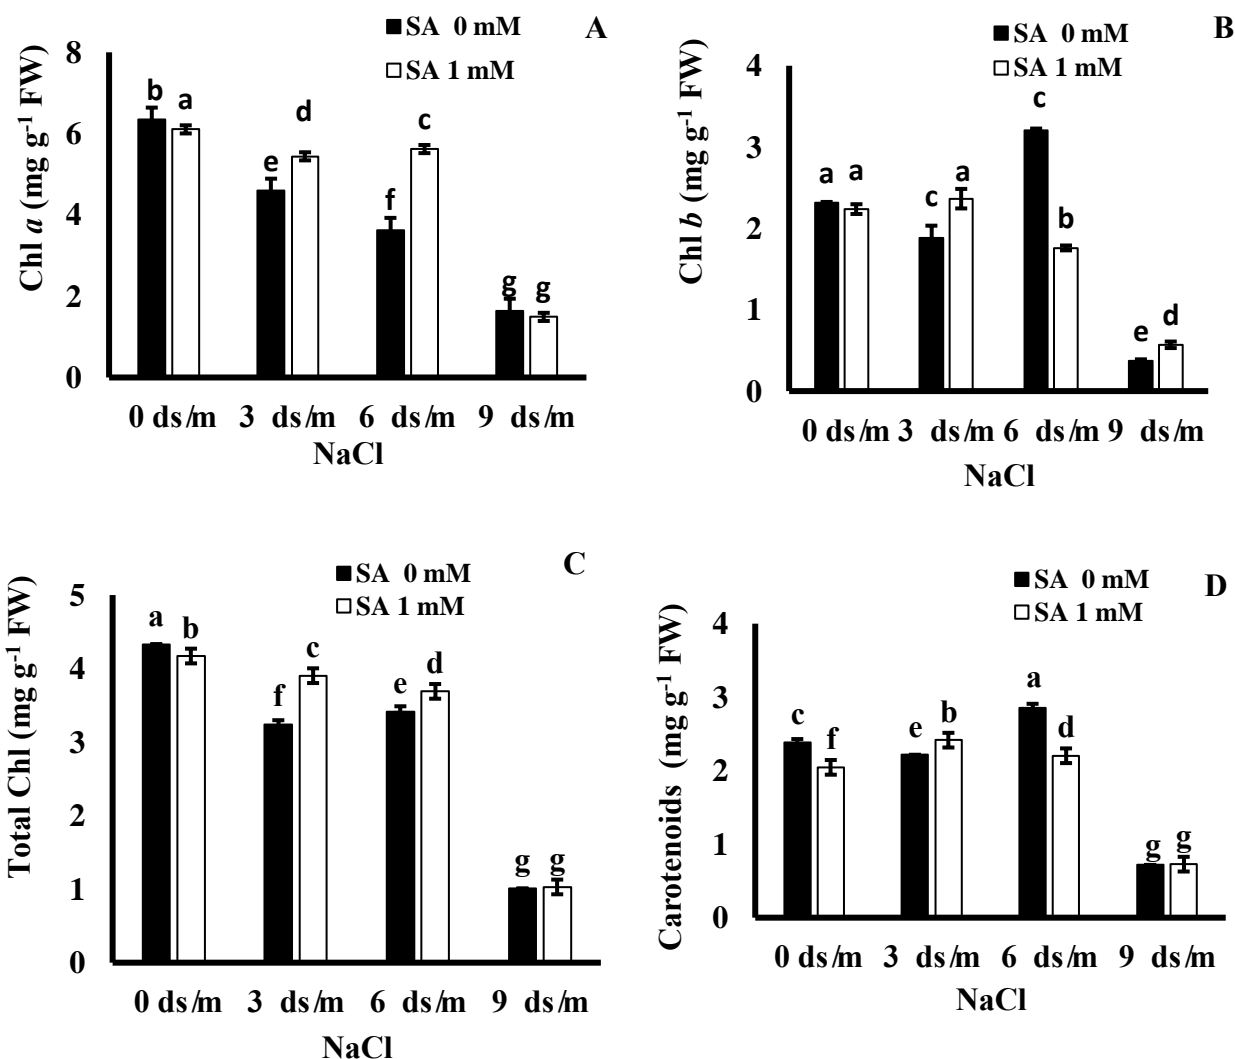 SA 0 mM
SA 1 mM
A
Chl a (mg g-1 FW)
8
6
4
2
0
b
a
e
d
f
c
g
g
0 ds/m 3 ds/m 6 ds/m 9 ds/m
NaCl
SA 0 mM
SA 1 mM
B
Chl b (mg g-1 FW)
4
3
2
1
0
a
a
c
a
c
b
e
d
0 ds/m 3 ds/m 6 ds/m 9 ds/m
NaCl
SA 0 mM
SA 1 mM
C
Total Chl (mg g-1 FW)
5
4
3
2
1
0
a
b
f
c
e
d
g
g
0 ds/m 3 ds/m 6 ds/m 9 ds/m
NaCl
SA 0 mM
SA 1 mM
D
Carotenoids (mg g-1 FW)
4
3
2
1
0
c
f
e
b
a
d
g
g
0 ds/m 3 ds/m 6 ds/m 9 ds/m
NaCl